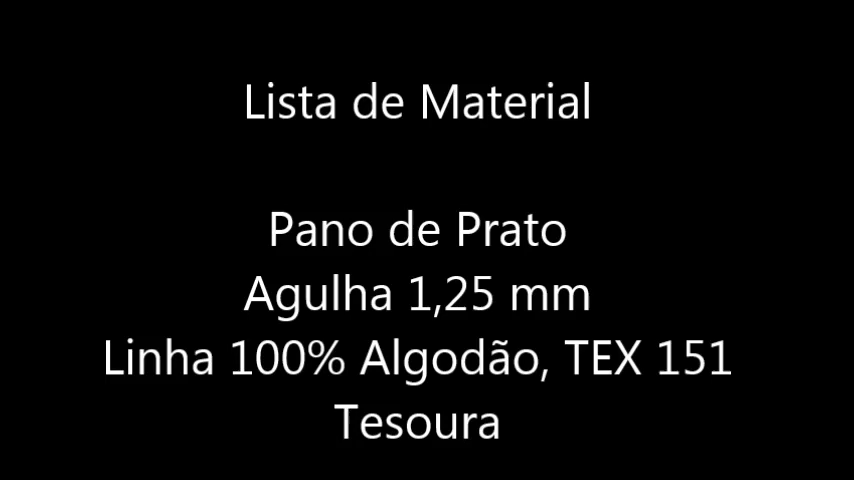 Lista de Material
Pano de Prato
Agulha 1,25 mm
Linha 100% Algodão, TEX 151
Tesoura